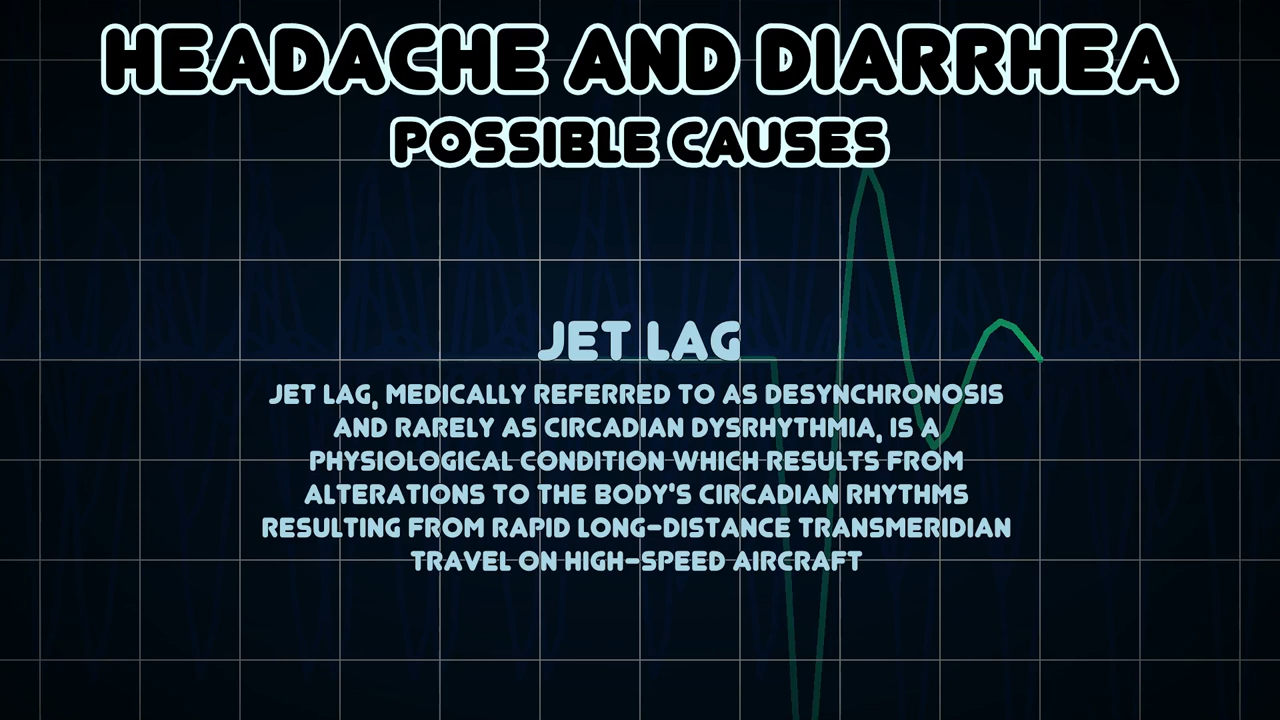 HEADACHE AND DIARRHEA
POSSIBLE CAUSES
JET LAG
JET LAG, MEDICALLY REFERRED TO AS DESYNCHRONOSIS
AND RARELY AS CIRCADIAN DYSRHYTHMIA, IS A
PHYSIOLOGICAL CONDITION WHICH RESULTS FROM
ALTERATIONS TO THE BODY'S CIRCADIAN RHYTHMS
RESULTING FROM RAPID LONG-DISTANCE TRANSMERIDIAN
TRAVEL ON HIGH-SPEED AIRCRAFT